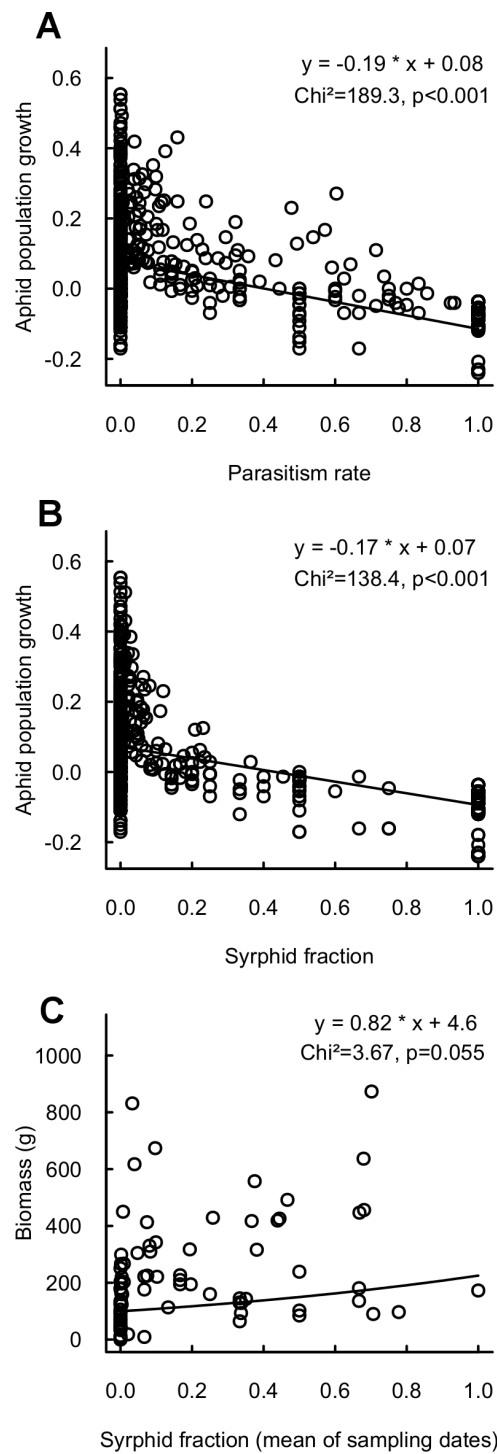 A
y = -0.19 * x + 0.08
Chi²=189.3, p<0.001
Aphid population growth
0.6
0.4
0.2
0.0
-0.2
0.0 0.2 0.4 0.6 0.8 1.0
Parasitism rate
B
y = -0.17 * x + 0.07
Chi²=138.4, p<0.001
Aphid population growth
0.6
0.4
0.2
0.0
-0.2
0.0 0.2 0.4 0.6 0.8 1.0
Syrphid fraction
C
y = 0.82 * x + 4.6
Chi²=3.67, p=0.055
Biomass (g)
1000
800
600
400
200
0
0.0 0.2 0.4 0.6 0.8 1.0
Syrphid fraction (mean of sampling dates)